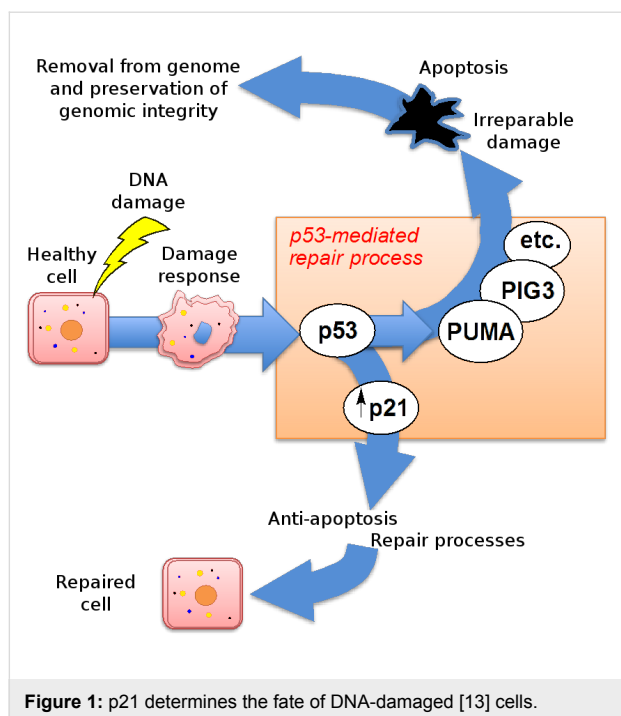 Removal from genome
and preservation of
genomic integrity
Apoptosis
Irreparable
damage
DNA
damage
Healthy
cell
Damage
response
p53-mediated
repair process
etc.
PIG3
PUMA
p53
↑p21
Anti-apoptosis
Repair processes
Repaired
cell
Figure 1: p21 determines the fate of DNA-damaged [13] cells.